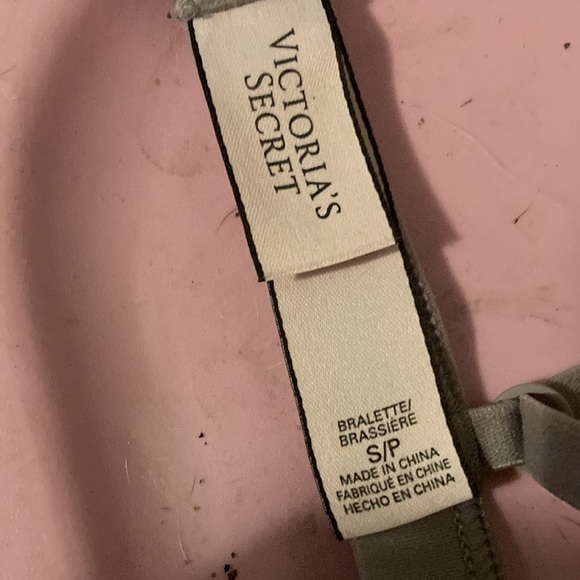 VICTORIA'S
SECRET
BRALETTE/
BRASSIÈRE
S/P
MADE IN CHINA
FABRIQUÉ EN CHINE
HECHO EN CHINA